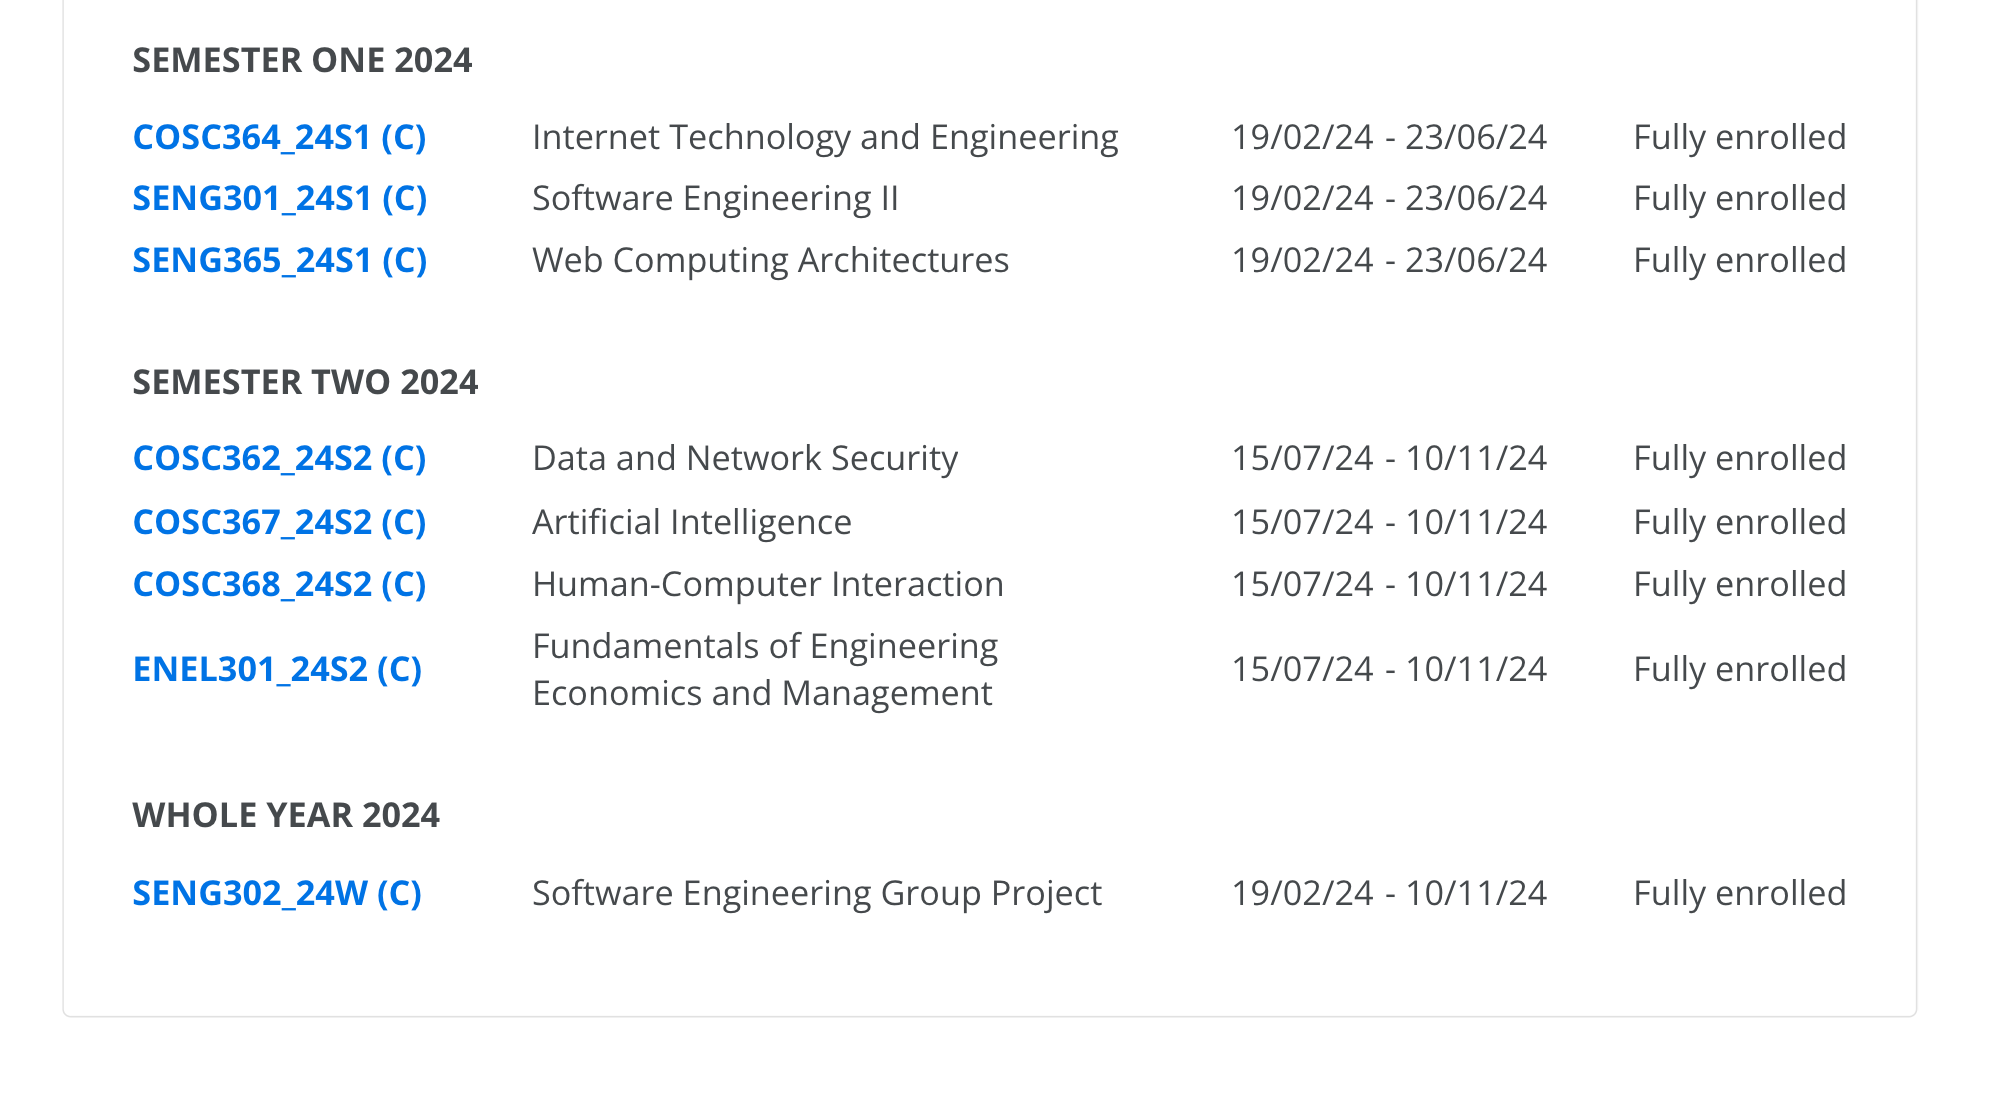 SEMESTER ONE 2024
COSC364_24S1 (C) Internet Technology and Engineering 19/02/24 - 23/06/24 Fully enrolled
SENG301_24S1 (C) Software Engineering II 19/02/24 - 23/06/24 Fully enrolled
SENG365_24S1 (C) Web Computing Architectures 19/02/24 - 23/06/24 Fully enrolled
SEMESTER TWO 2024
COSC362_24S2 (C) Data and Network Security 15/07/24 - 10/11/24 Fully enrolled
COSC367_24S2 (C) Artificial Intelligence 15/07/24 - 10/11/24 Fully enrolled
COSC368_24S2 (C) Human-Computer Interaction 15/07/24 - 10/11/24 Fully enrolled
ENEL301_24S2 (C) Fundamentals of Engineering
Economics and Management 15/07/24 - 10/11/24 Fully enrolled
WHOLE YEAR 2024
SENG302_24W (C) Software Engineering Group Project 19/02/24 - 10/11/24 Fully enrolled